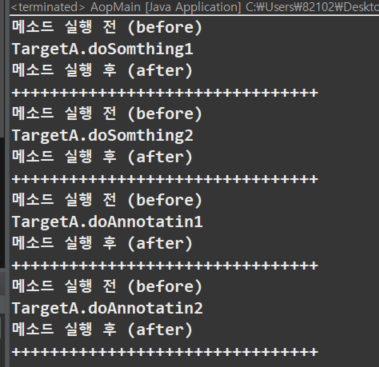 <terminated> AopMain [Java Application] C:₩Users₩82102₩Deskto
메소드 실행 전 (before)
TargetA.doSomthing1
메소드 실행 후 (after)
++++++++++++++++++++++++++++++++
메소드 실행 전 (before)
TargetA.doSomthing2
메소드 실행 후 (after)
++++++++++++++++++++++++++++++++
메소드 실행 전 (before)
TargetA.doAnnotatin1
메소드 실행 후 (after)
++++++++++++++++++++++++++++++++
메소드 실행 전 (before)
TargetA.doAnnotatin2
메소드 실행 후 (after)
++++++++++++++++++++++++++++++++